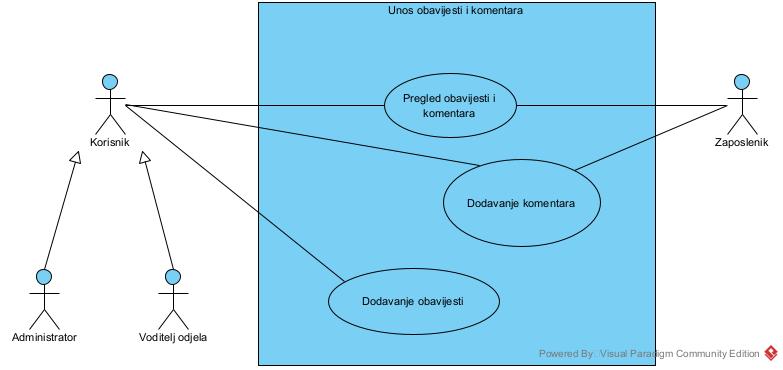 Unos obavijesti i komentara
Pregled obavijesti i
komentara
Korisnik
Zaposlenik
Dodavanje komentara
Dodavanje obavijesti
Administrator
Voditelj odjela
Powered By: Visual Paradigm Community Edition